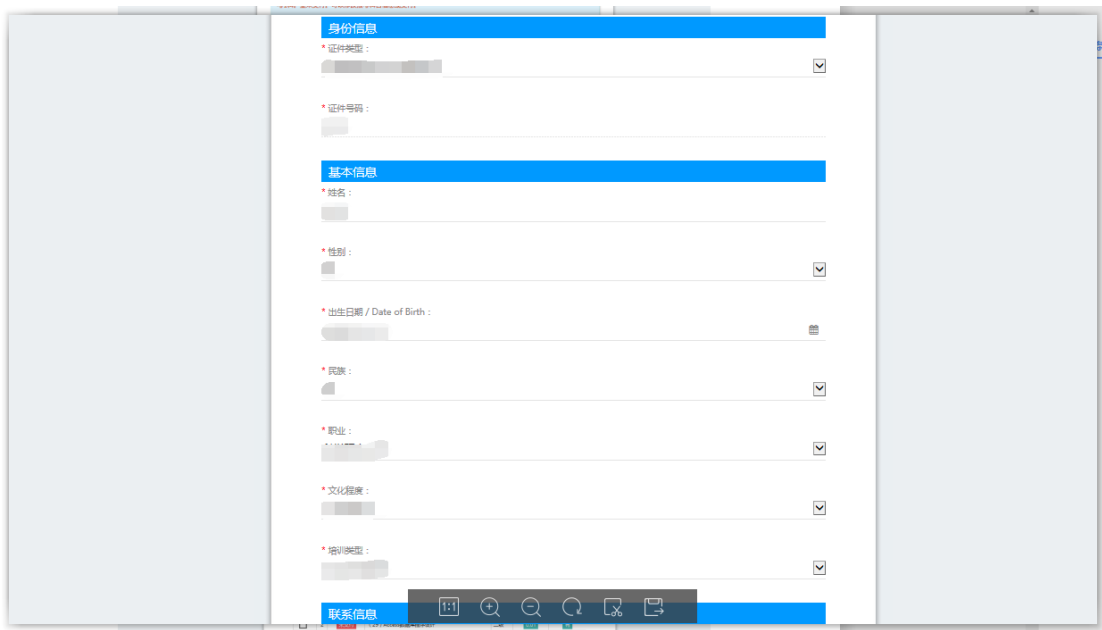 身份信息
* 证件类型：
* 证件号码：
基本信息
* 姓名：
* 性别：
* 出生日期 / Date of Birth：
* 民族：
* 职业：
* 文化程度：
* 培训类型：
联系信息
1:1